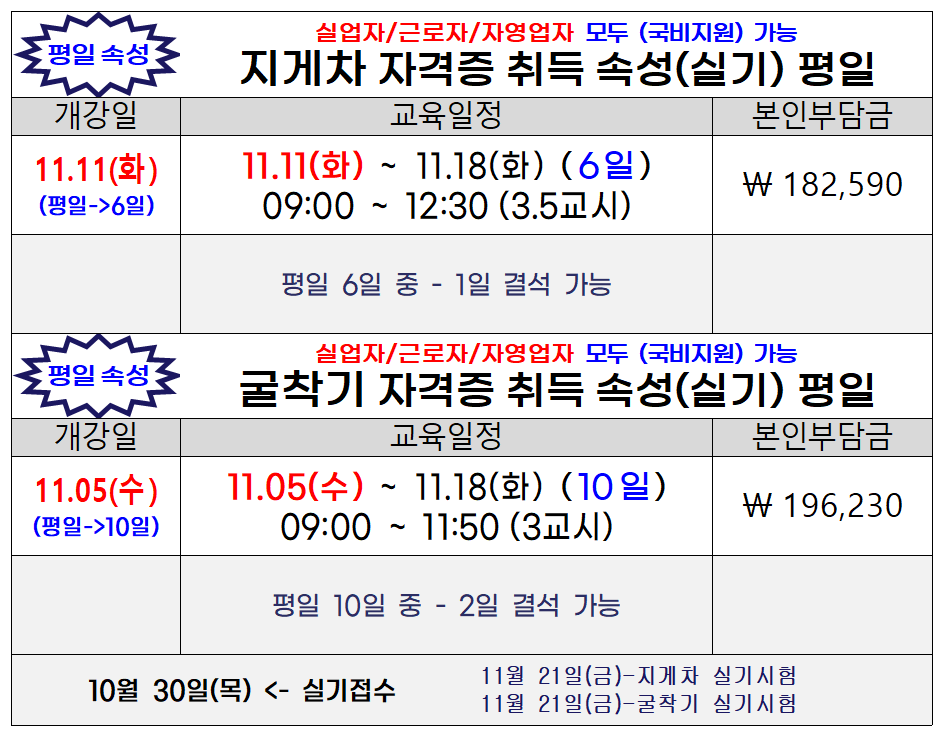 평일 속성
실업자/근로자/자영업자 모두 (국비지원) 가능
지게차 자격증 취득 속성(실기) 평일
개강일 교육일정 본인부담금
11.11(화)
(평일->6일)
11.11(화) ~ 11.18(화) (6일)
09:00 ~ 12:30 (3.5교시)
₩ 182,590
평일 6일 중 - 1일 결석 가능
평일 속성
실업자/근로자/자영업자 모두 (국비지원) 가능
굴착기 자격증 취득 속성(실기) 평일
개강일 교육일정 본인부담금
11.05(수)
(평일->10일)
11.05(수) ~ 11.18(화) (10일)
09:00 ~ 11:50 (3교시)
₩ 196,230
평일 10일 중 - 2일 결석 가능
10월 30일(목) <- 실기접수
11월 21일(금)-지게차 실기시험
11월 21일(금)-굴착기 실기시험